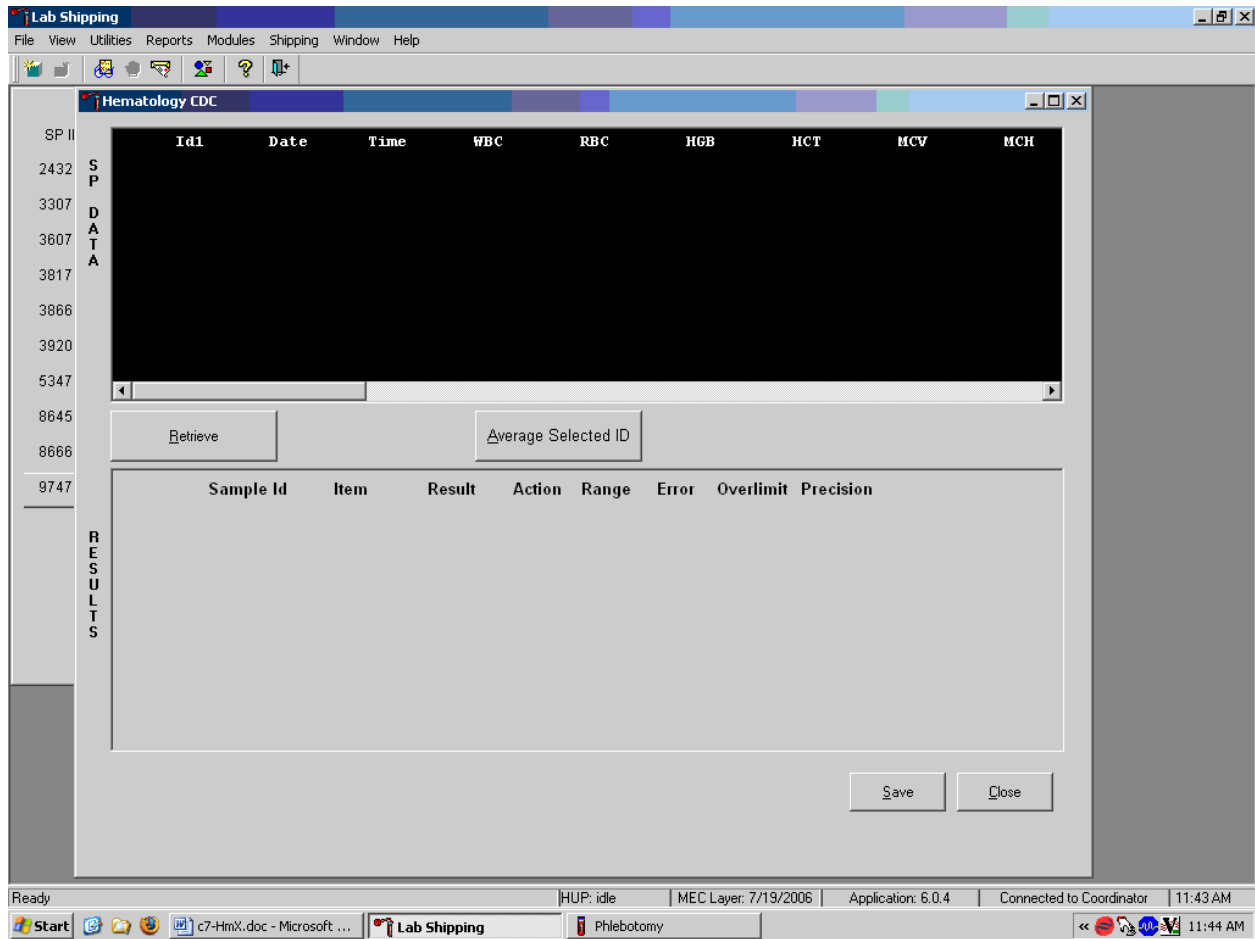 Lab Shipping
File View Utilities Reports Modules Shipping Window Help
Hematology CDC
SP
Id1 Date Time WBC RBC HGB HCT MCV MCH
SP DATA
2432
3307
3607
3817
3866
3920
5347
8645
8666
9747
Retrieve
Average Selected ID
Sample Id Item Result Action Range Error Overlimit Precision
RESULTS
Save Close
Ready HUP: idle MEC Layer: 7/19/2006 Application: 6.0.4 Connected to Coordinator 11:43 AM
Start c7-HmX.doc - Microsoft ... Lab Shipping Phlebotomy « 11:44 AM